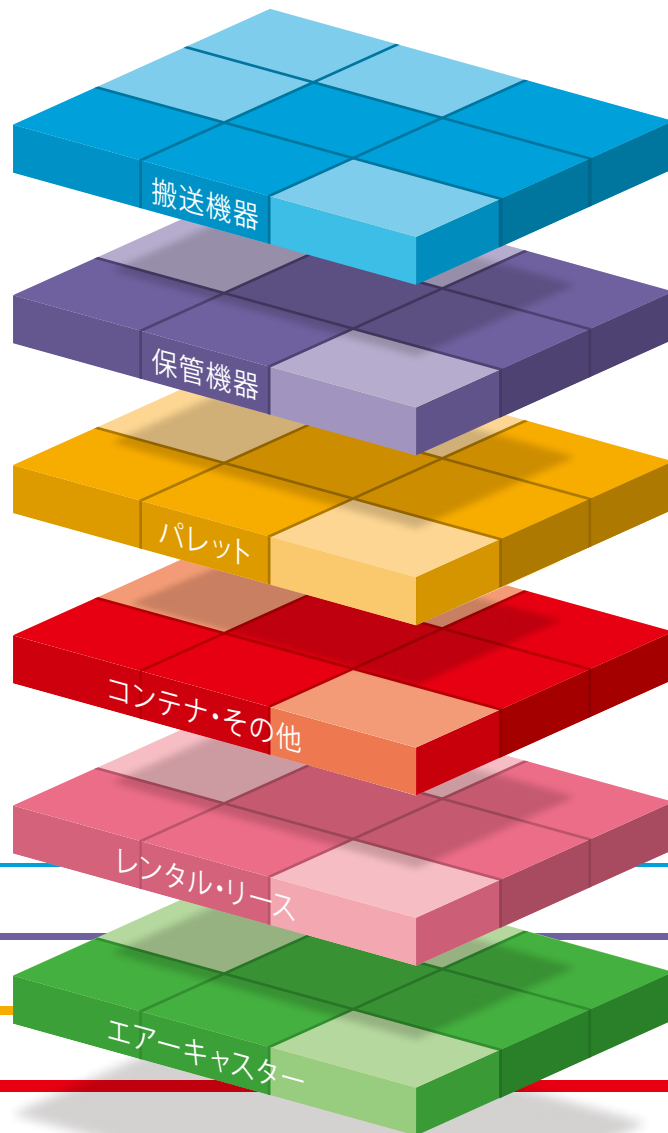 搬送機器
保管機器
パレット
コンテナ・その他
レンタル・リース
エアーキャスター